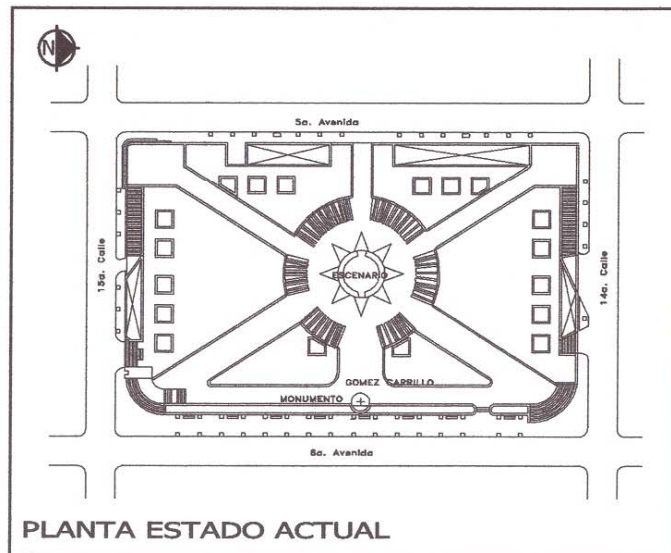 N
5a. Avenida
15a. Calle
14a. Calle
ESCENARIO
GOMEZ CARRILLO
MONUMENTO
6a. Avenida
PLANTA ESTADO ACTUAL